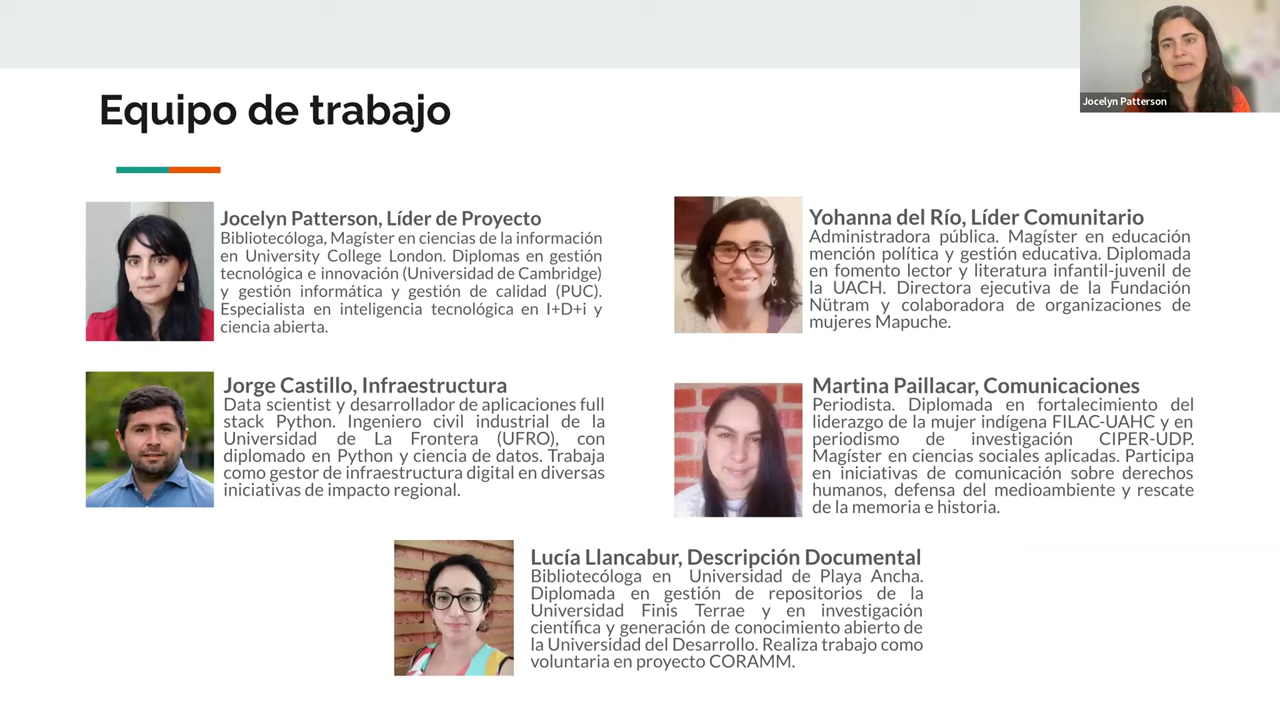 Jocelyn Patterson
Equipo de trabajo
Jocelyn Patterson, Líder de Proyecto
Bibliotecóloga, Magíster en ciencias de la información
en University College London. Diplomas en gestión
tecnológica e innovación (Universidad de Cambridge)
y gestión informática y gestión de calidad (PUC).
Especialista en inteligencia tecnológica en I+D+i y
ciencia abierta.
Yohanna del Río, Líder Comunitario
Administradora pública. Magíster en educación
mención política y gestión educativa. Diplomada
en fomento lector y literatura infantil-juvenil de
la UACH. Directora ejecutiva de la Fundación
Nütram y colaboradora de organizaciones de
mujeres Mapuche.
Jorge Castillo, Infraestructura
Data scientist y desarrollador de aplicaciones full
stack Python. Ingeniero civil industrial de la
Universidad de La Frontera (UFRO), con
diplomado en Python y ciencia de datos. Trabaja
como gestor de infraestructura digital en diversas
iniciativas de impacto regional.
Martina Paillacar, Comunicaciones
Periodista. Diplomada en fortalecimiento del
liderazgo de la mujer indígena FILAC-UAHC y en
periodismo de investigación CIPER-UDP.
Magíster en ciencias sociales aplicadas. Participa
en iniciativas de comunicación sobre derechos
humanos, defensa del medioambiente y rescate
de la memoria e historia.
Lucía Llancabur, Descripción Documental
Bibliotecóloga en Universidad de Playa Ancha.
Diplomada en gestión de repositorios de la
Universidad Finis Terrae y en investigación
científica y generación de conocimiento abierto de
la Universidad del Desarrollo. Realiza trabajo como
voluntaria en proyecto CORAMM.